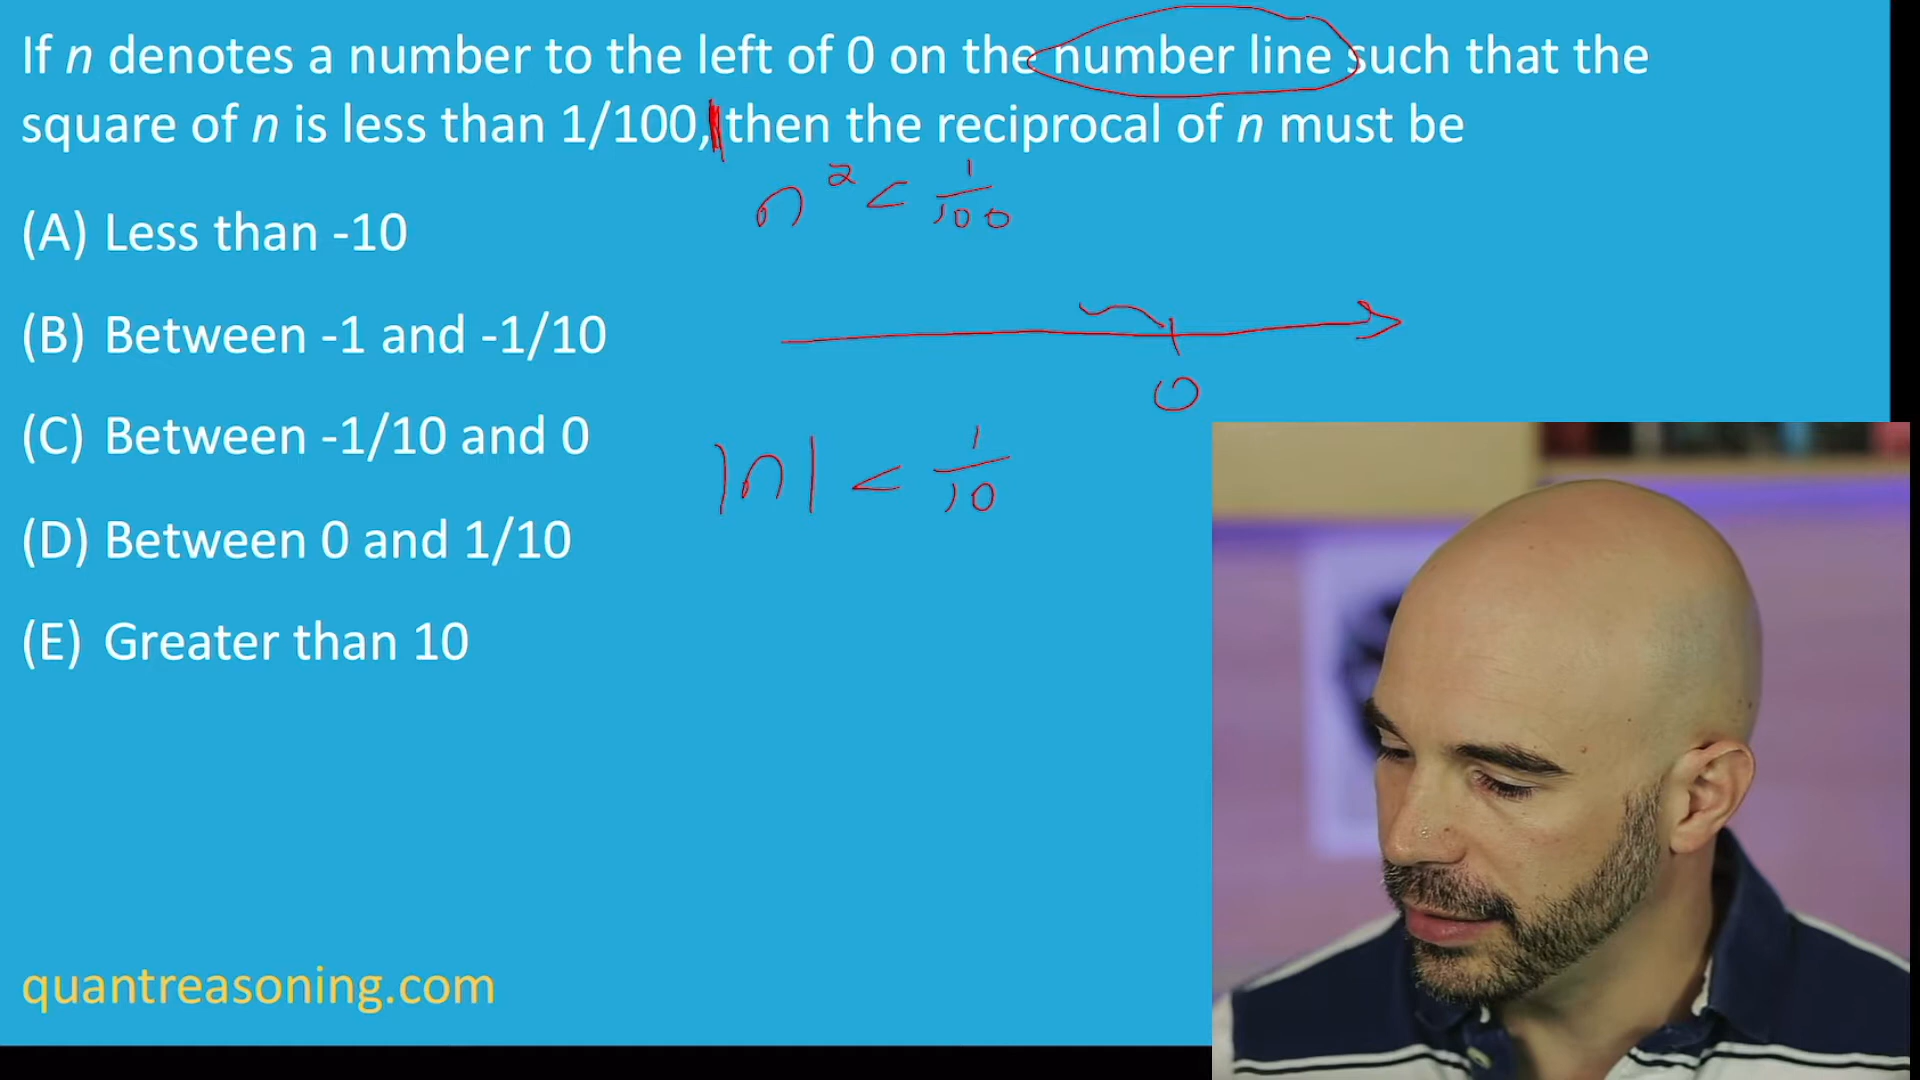 If n denotes a number to the left of 0 on the number line such that the
square of n is less than 1/100, then the reciprocal of n must be
n² < 1/100
(A) Less than -10
(B) Between -1 and -1/10
0
(C) Between -1/10 and 0
|n| < 1/10
(D) Between 0 and 1/10
(E) Greater than 10
quantreasoning.com